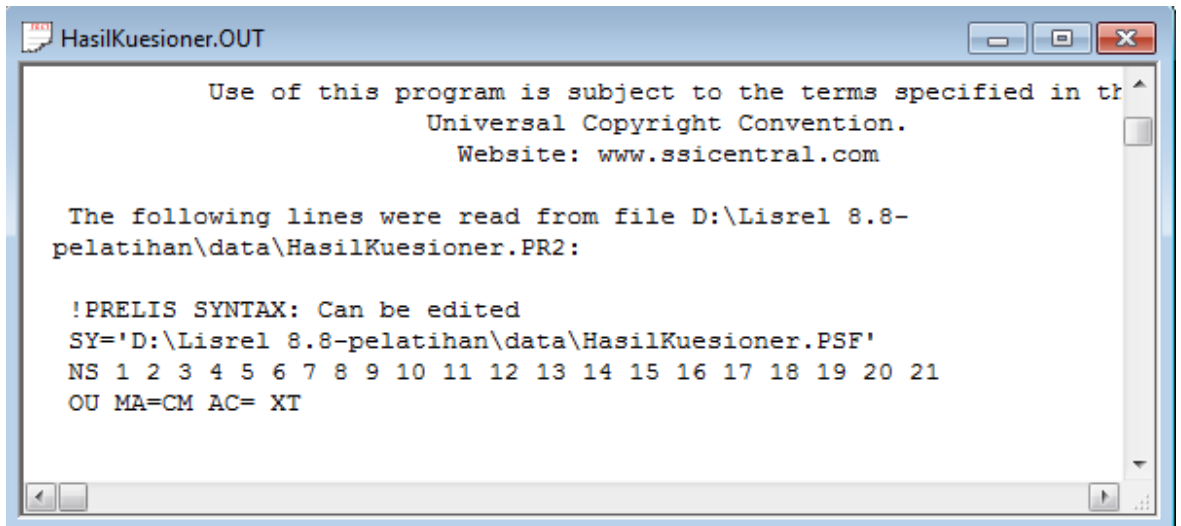 HasilKuesioner.OUT
Use of this program is subject to the terms specified in
Universal Copyright Convention.
Website: www.ssicentral.com
The following lines were read from file D:\Lisrel 8.8-
pelatihan\data\HasilKuesioner.PR2:
!PRELIS SYNTAX: Can be edited
SY='D:\Lisrel 8.8-pelatihan\data\HasilKuesioner.PSF'
NS 1 2 3 4 5 6 7 8 9 10 11 12 13 14 15 16 17 18 19 20 21
OU MA=CM AC= XT